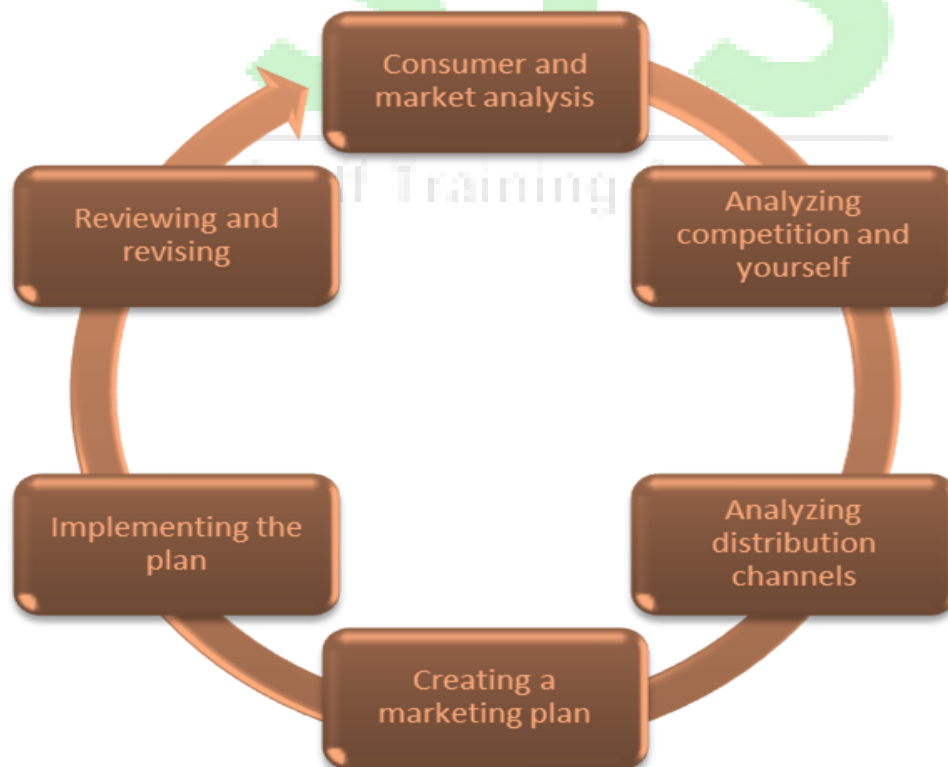 Consumer and
market analysis
Training
Analyzing
competition and
yourself
Analyzing
distribution
channels
Creating a
marketing plan
Implementing the
plan
Reviewing and
revising